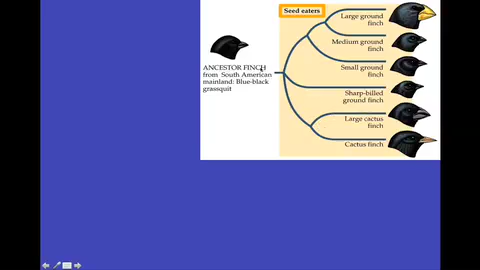 Seed eaters
Large ground
finch
Medium ground
finch
ANCESTOR FINCH
from South American
mainland: Blue-black
grassquit
Small ground
finch
Sharp-billed
ground finch
Large cactus
finch
Cactus finch